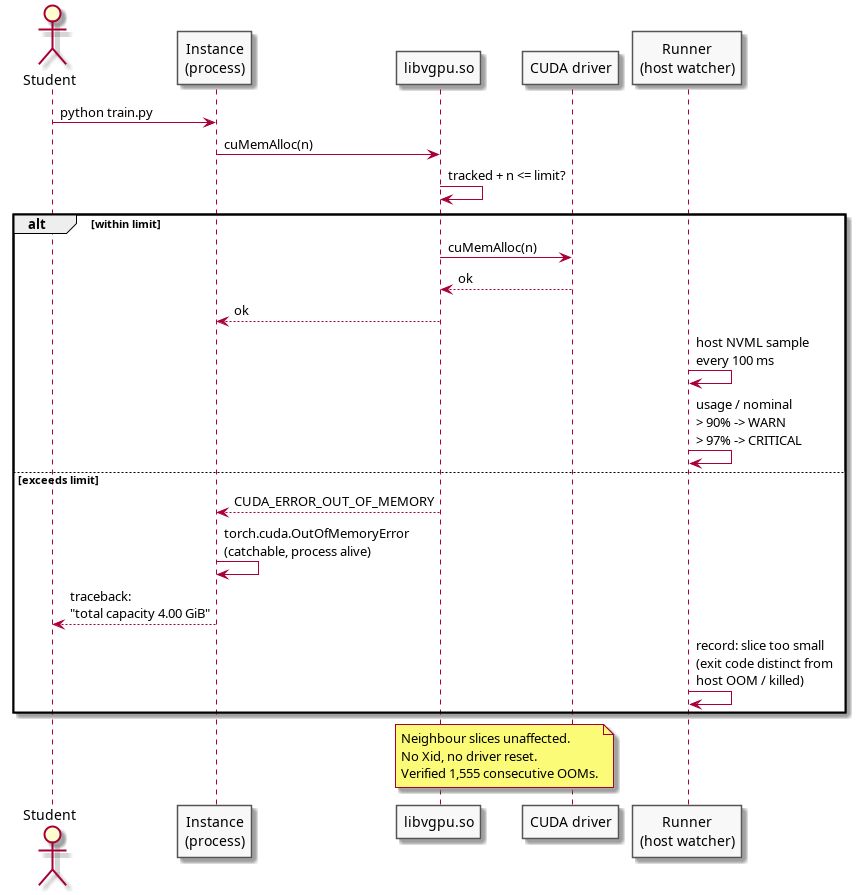 Student
Instance
(process)
libvgpu.so
CUDA driver
Runner
(host watcher)
python train.py
cuMemAlloc(n)
tracked + n <= limit?
alt
[within limit]
cuMemAlloc(n)
ok
ok
host NVML sample
every 100 ms
usage / nominal
> 90% -> WARN
> 97% -> CRITICAL
[exceeds limit]
CUDA_ERROR_OUT_OF_MEMORY
torch.cuda.OutOfMemoryError
(catchable, process alive)
traceback:
"total capacity 4.00 GiB"
record: slice too small
(exit code distinct from
host OOM / killed)
Neighbour slices unaffected.
No Xid, no driver reset.
Verified 1,555 consecutive OOMs.
Student
Instance
(process)
libvgpu.so
CUDA driver
Runner
(host watcher)